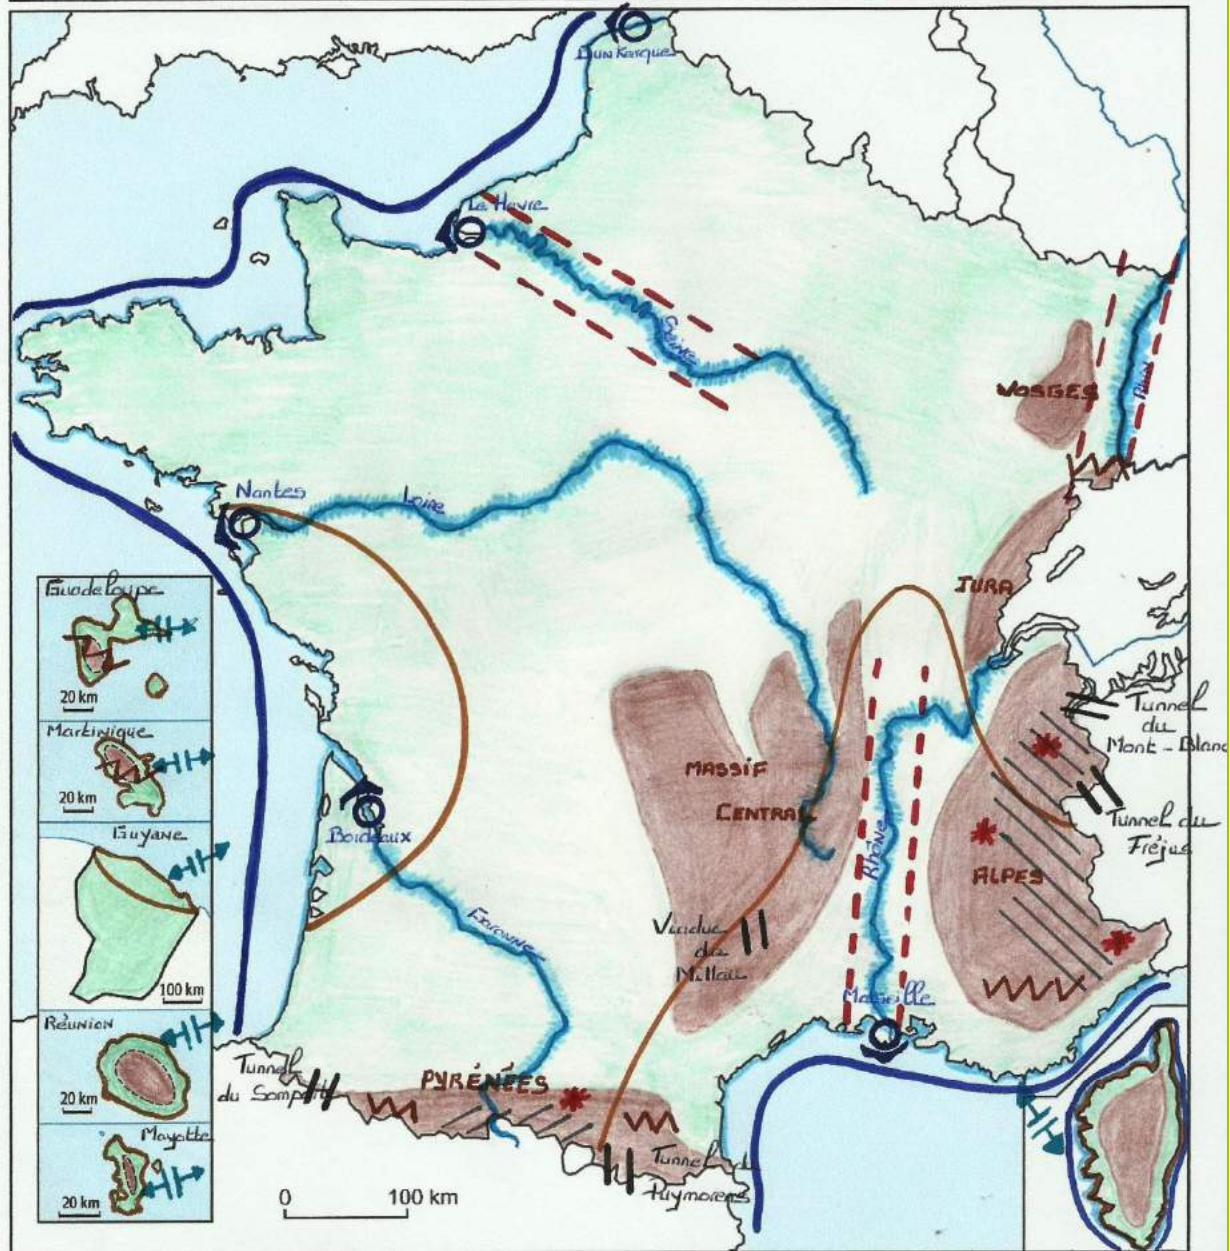 Dunkerque
Le Havre
Seine
VOSGES
Rhin
Nantes
Loire
JURA
Guadeloupe
20 km
Martinique
20 km
Guyane
100 km
RÉUNION
20 km
Mayotte
20 km
Tunnel
du
Mont-Blanc
Tunnel du
Fréjus
MASSIF
CENTRAL
Bordeaux
Rhône
ALPES
Garonne
Viaduc
de
Millau
Marseille
Tunnel
du Somport
PYRÉNÉES
Tunnel du
Puymorens
0 100 km